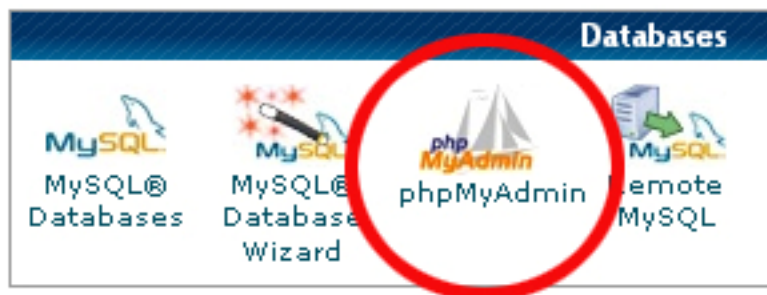 Databases
MySQL
MySQL®
Databases
MySQL
MySQL®
Database
Wizard
php
MyAdmin
phpMyAdmin
MySQL
Remote
MySQL